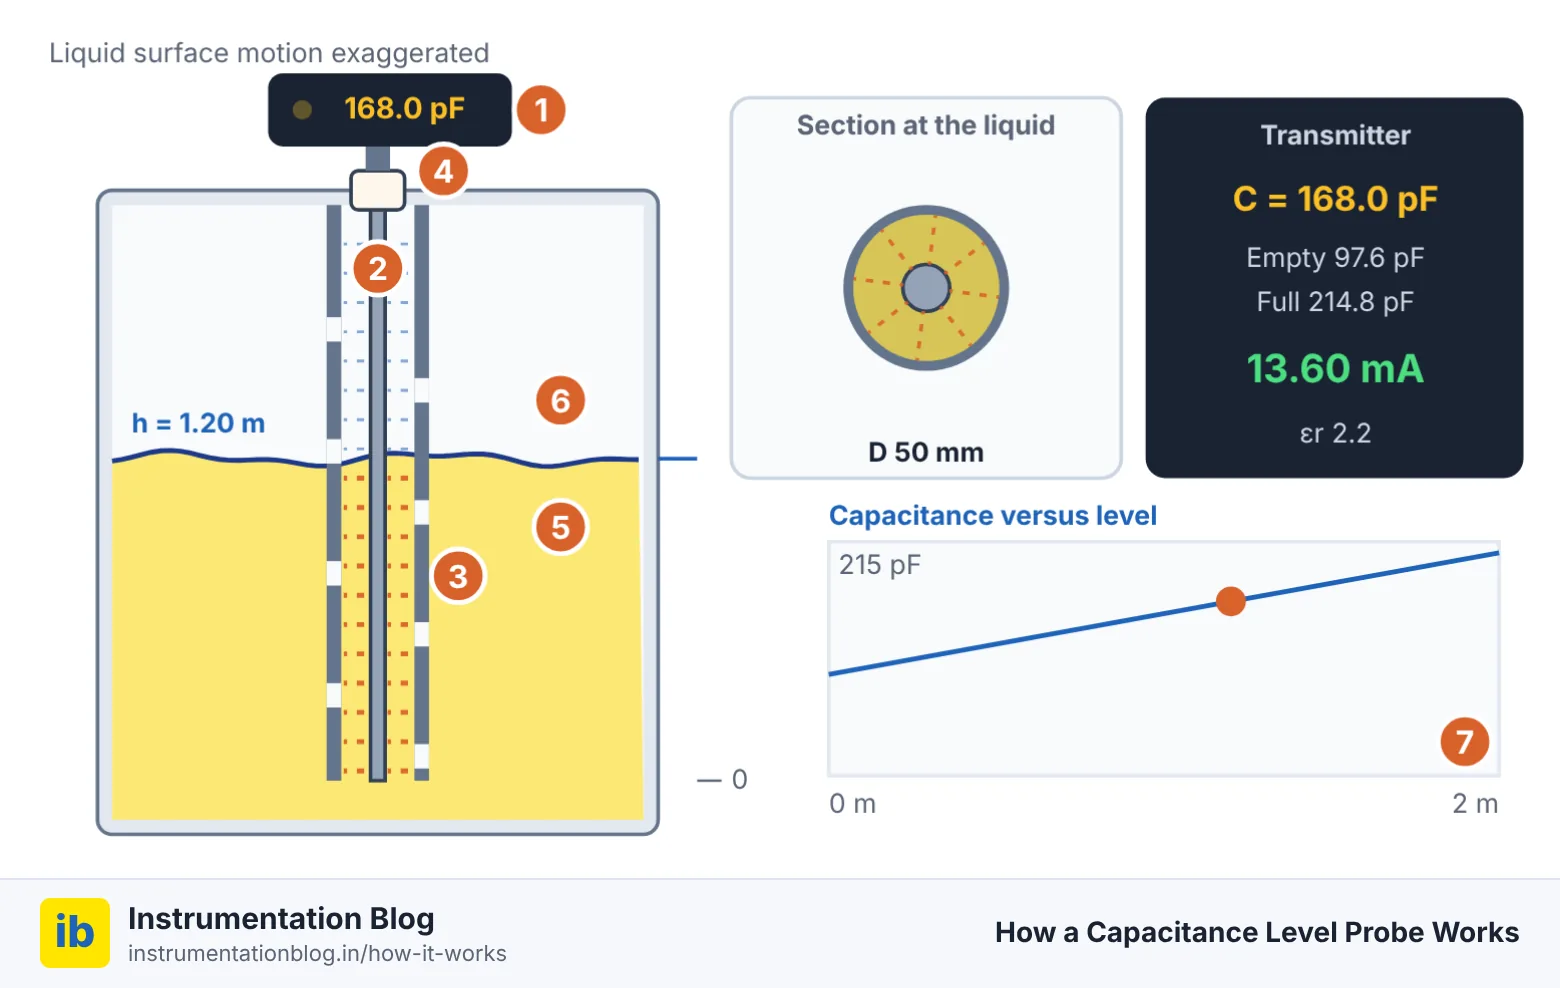 Liquid surface motion exaggerated
168.0 pF
1
4
2
6
h = 1.20 m
5
3
0
Section at the liquid
D 50 mm
Transmitter
C = 168.0 pF
Empty 97.6 pF
Full 214.8 pF
13.60 mA
εr 2.2
Capacitance versus level
215 pF
7
0 m
2 m
ib
Instrumentation Blog
instrumentationblog.in/how-it-works
How a Capacitance Level Probe Works